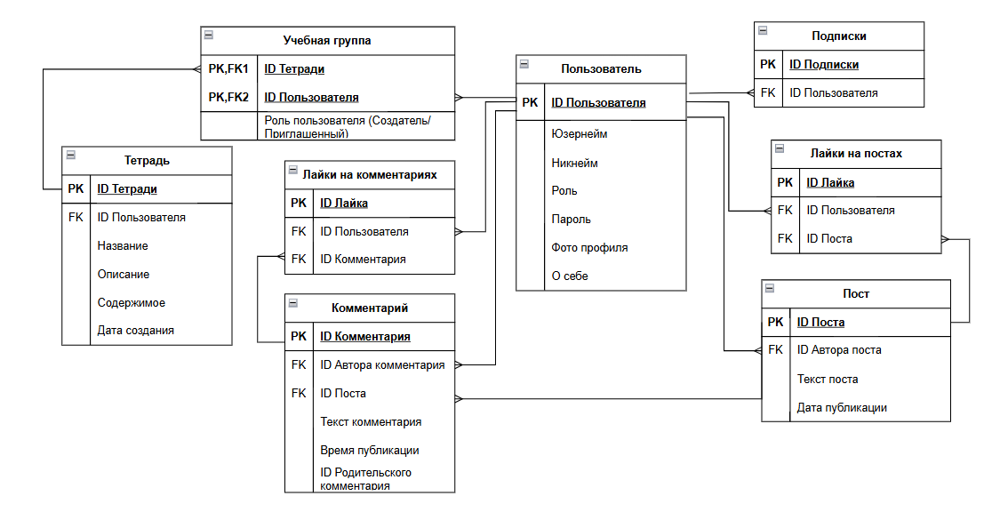 Учебная группа
PK,FK1 ID Тетради
PK,FK2 ID Пользователя
Роль пользователя (Создатель/
Приглашенный)
Тетрадь
PK ID Тетради
FK ID Пользователя
Название
Описание
Содержимое
Дата создания
Лайки на комментариях
PK ID Лайка
FK ID Пользователя
FK ID Комментария
Комментарий
PK ID Комментария
FK ID Автора комментария
FK ID Поста
Текст комментария
Время публикации
ID Родительского
комментария
Пользователь
PK ID Пользователя
Юзернейм
Никнейм
Роль
Пароль
Фото профиля
О себе
Подписки
PK ID Подписки
FK ID Пользователя
Лайки на постах
PK ID Лайка
FK ID Пользователя
FK ID Поста
Пост
PK ID Поста
FK ID Автора поста
Текст поста
Дата публикации